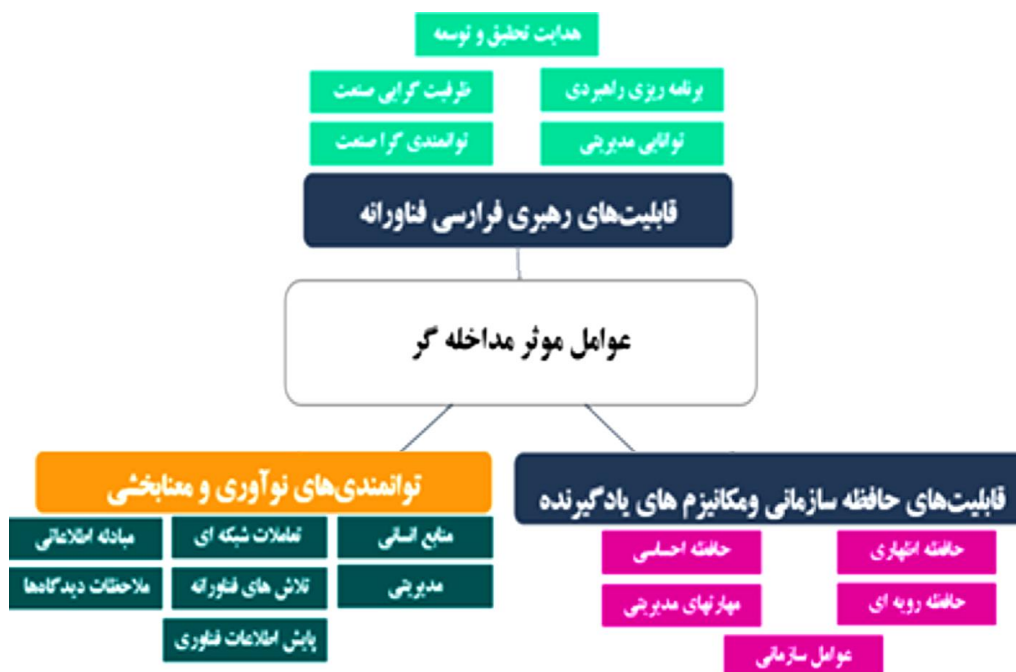 هدایت تحقیق و توسعه
برنامه ریزی راهبردی
ظرفیت گرایی صنعت
توانایی مدیریتی
توانمندی گرا صنعت
قابلیت‌های رهبری فرارسی فناورانه
عوامل موثر مداخله گر
قابلیت‌های حافظه سازمانی ومکانیزم های یادگیرنده
حافظه اظهاری
حافظه احساسی
حافظه رویه ای
مهارتهای مدیریتی
عوامل سازمانی
توانمندی‌های نوآوری و معنابخشی
منابع انسانی
تعاملات شبکه ای
مبادله اطلاعاتی
مدیریتی
تلاش های فناورانه
ملاحظات دیدگاه‌ها
پایش اطلاعات فناوری